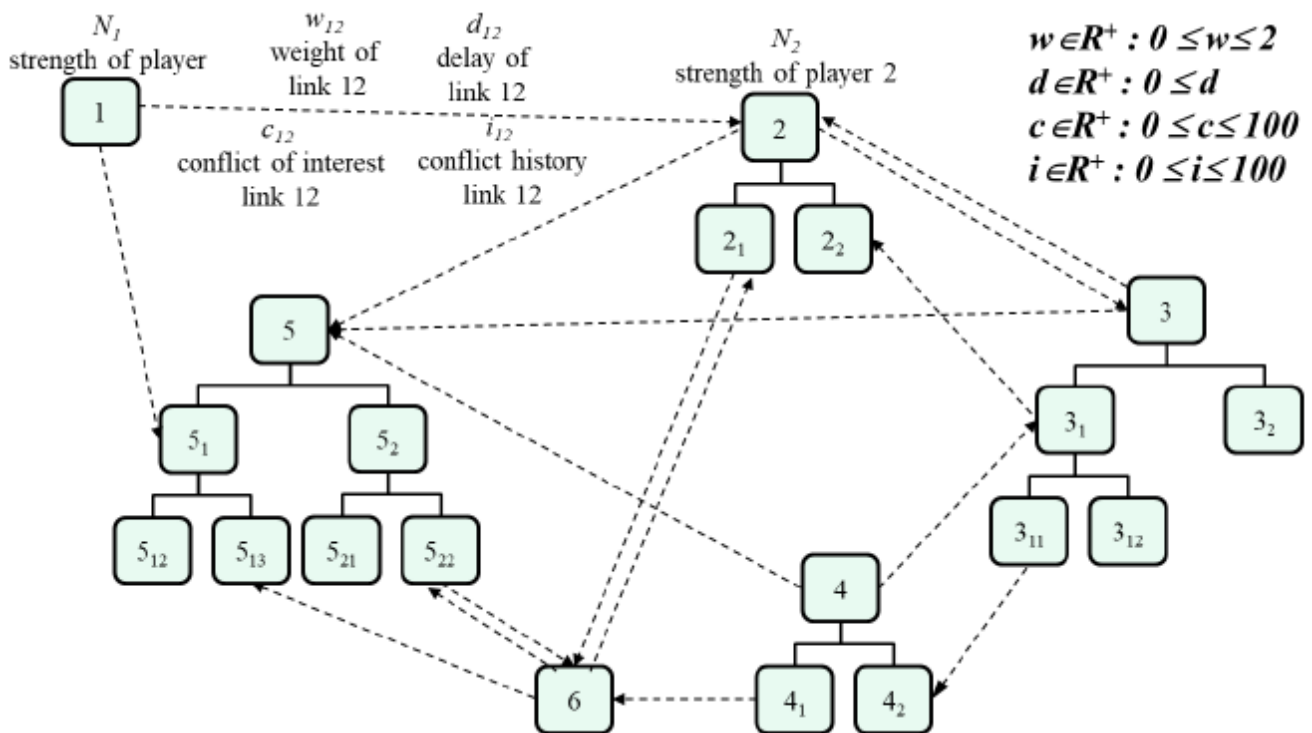 N₁
strength of player
w₁₂
weight of
link 12
d₁₂
delay of
link 12
N₂
strength of player 2
w ∈R⁺ : 0 ≤w≤ 2
d ∈R⁺ : 0 ≤d
c ∈R⁺ : 0 ≤c≤ 100
i ∈R⁺ : 0 ≤i≤ 100
1
c₁₂
conflict of interest
link 12
i₁₂
conflict history
link 12
2
2₁
2₂
5
3
5₁
5₂
3₁
3₂
5₁₂
5₁₃
5₂₁
5₂₂
3₁₁
3₁₂
4
6
4₁
4₂